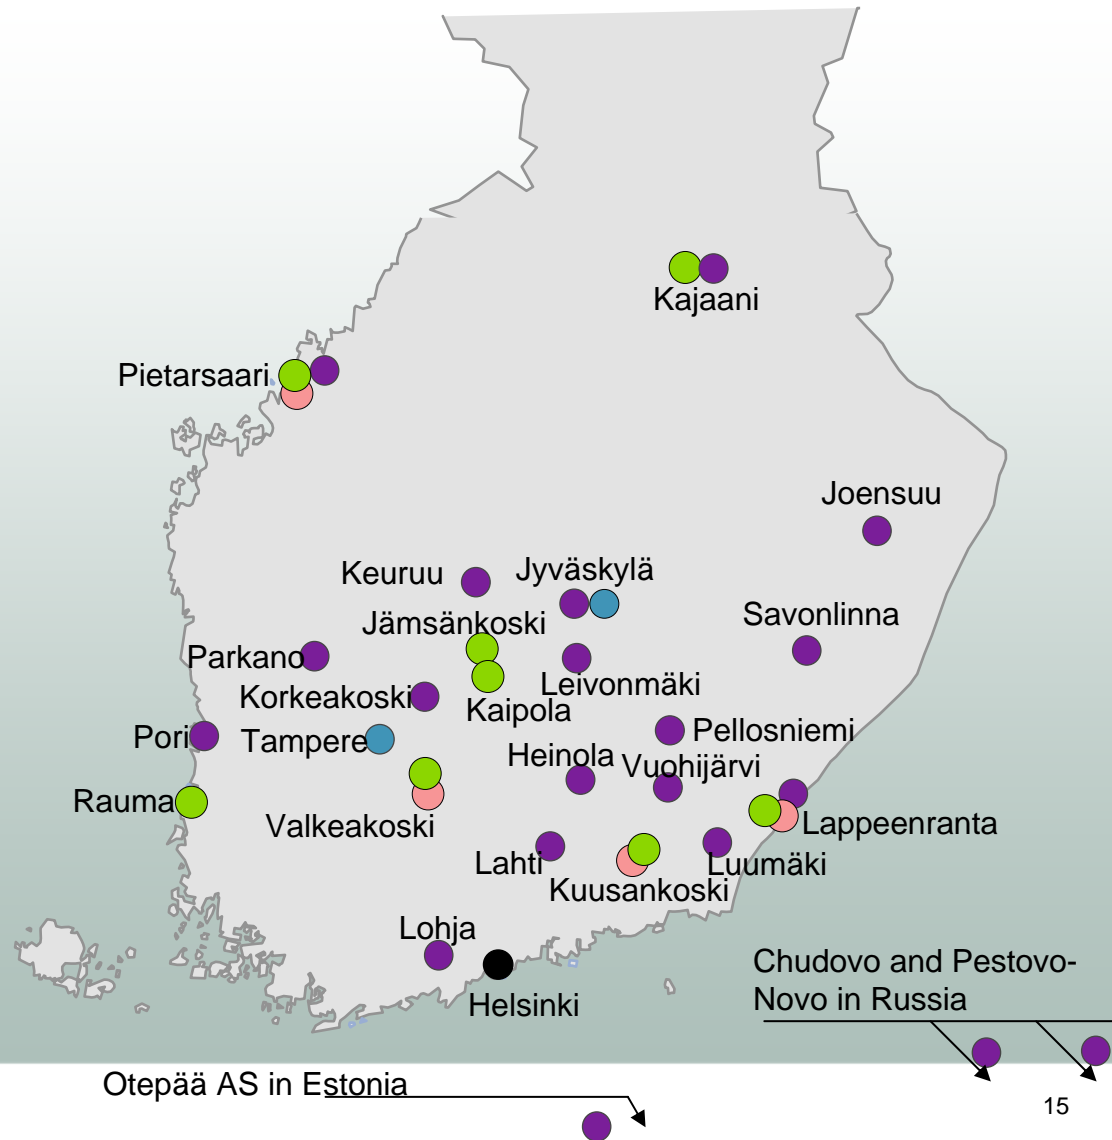 Kajaani
Pietarsaari
Joensuu
Keuruu
Jyväskylä
Jämsänkoski
Savonlinna
Parkano
Leivonmäki
Korkeakoski
Kaipola
Pellosniemi
Pori
Tampere
Heinola
Vuohijärvi
Rauma
Valkeakoski
Lappeenranta
Lahti
Luumäki
Kuusankoski
Lohja
Helsinki
Chudovo and Pestovo-
Novo in Russia
Otepää AS in Estonia
15